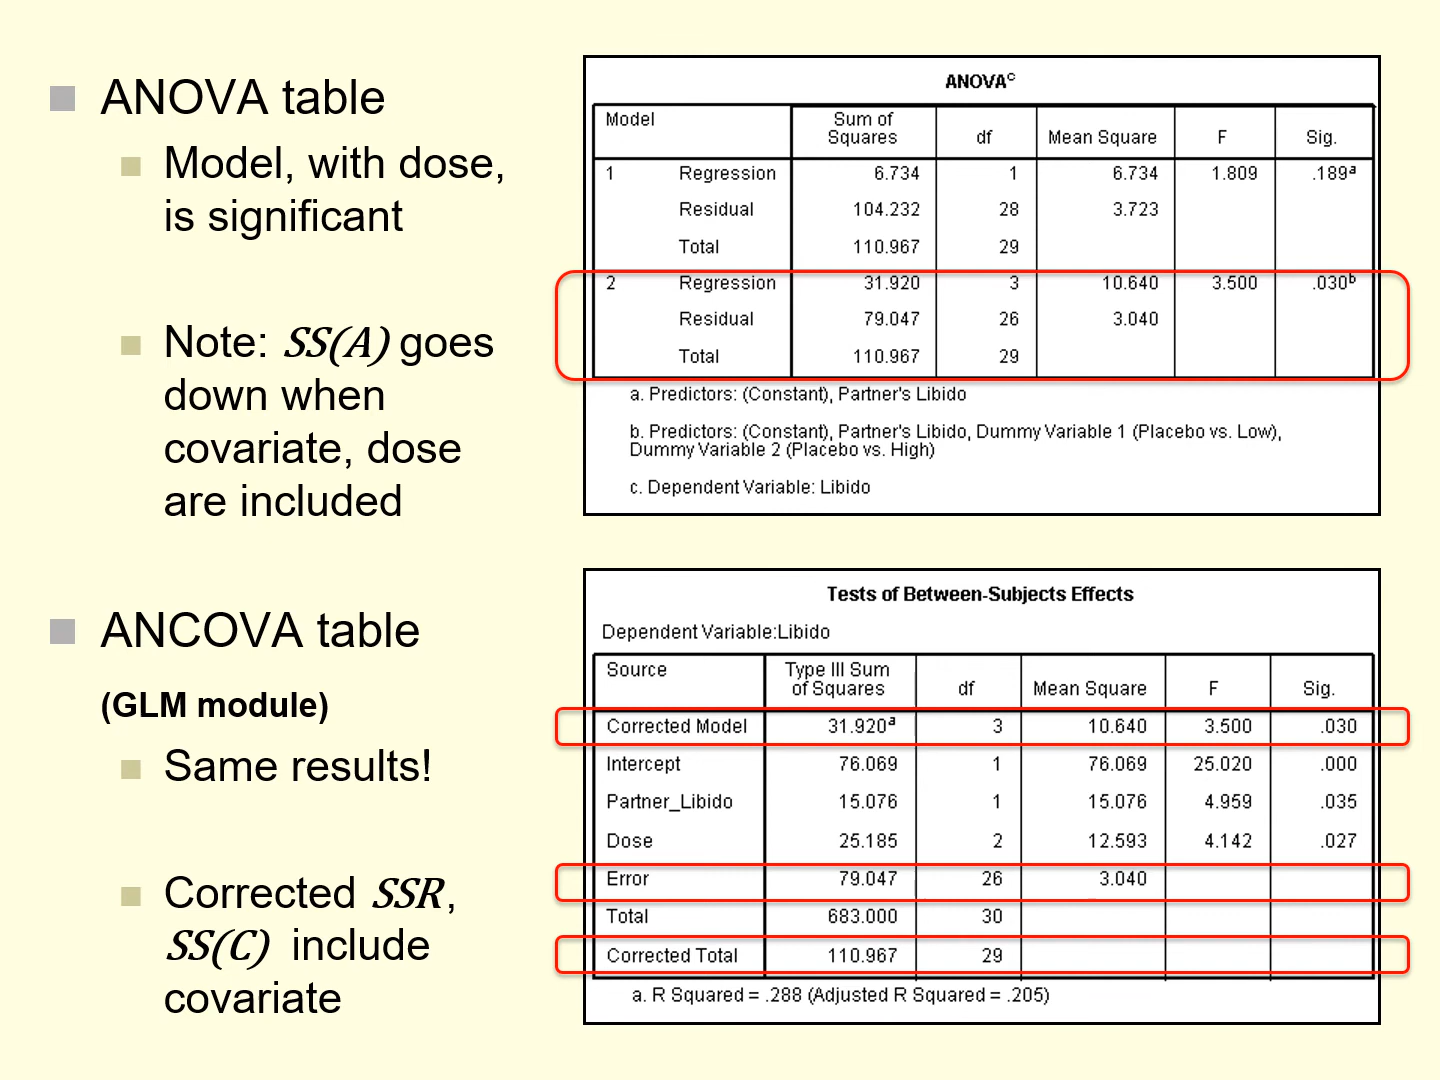 ANOVA table
Model, with dose,
is significant
Note: SS(A) goes
down when
covariate, dose
are included
ANCOVA table
(GLM module)
Same results!
Corrected SSR,
SS(C) include
covariate
ANOVAc
Model Sum of Squares df Mean Square F Sig.
1 Regression 6.734 1 6.734 1.809 .189a
Residual 104.232 28 3.723
Total 110.967 29
2 Regression 31.920 3 10.640 3.500 .030b
Residual 79.047 26 3.040
Total 110.967 29
a. Predictors: (Constant), Partner's Libido
b. Predictors: (Constant), Partner's Libido, Dummy Variable 1 (Placebo vs. Low),
Dummy Variable 2 (Placebo vs. High)
c. Dependent Variable: Libido
Tests of Between-Subjects Effects
Dependent Variable:Libido
Source Type III Sum of Squares df Mean Square F Sig.
Corrected Model 31.920a 3 10.640 3.500 .030
Intercept 76.069 1 76.069 25.020 .000
Partner_Libido 15.076 1 15.076 4.959 .035
Dose 25.185 2 12.593 4.142 .027
Error 79.047 26 3.040
Total 683.000 30
Corrected Total 110.967 29
a. R Squared = .288 (Adjusted R Squared = .205)